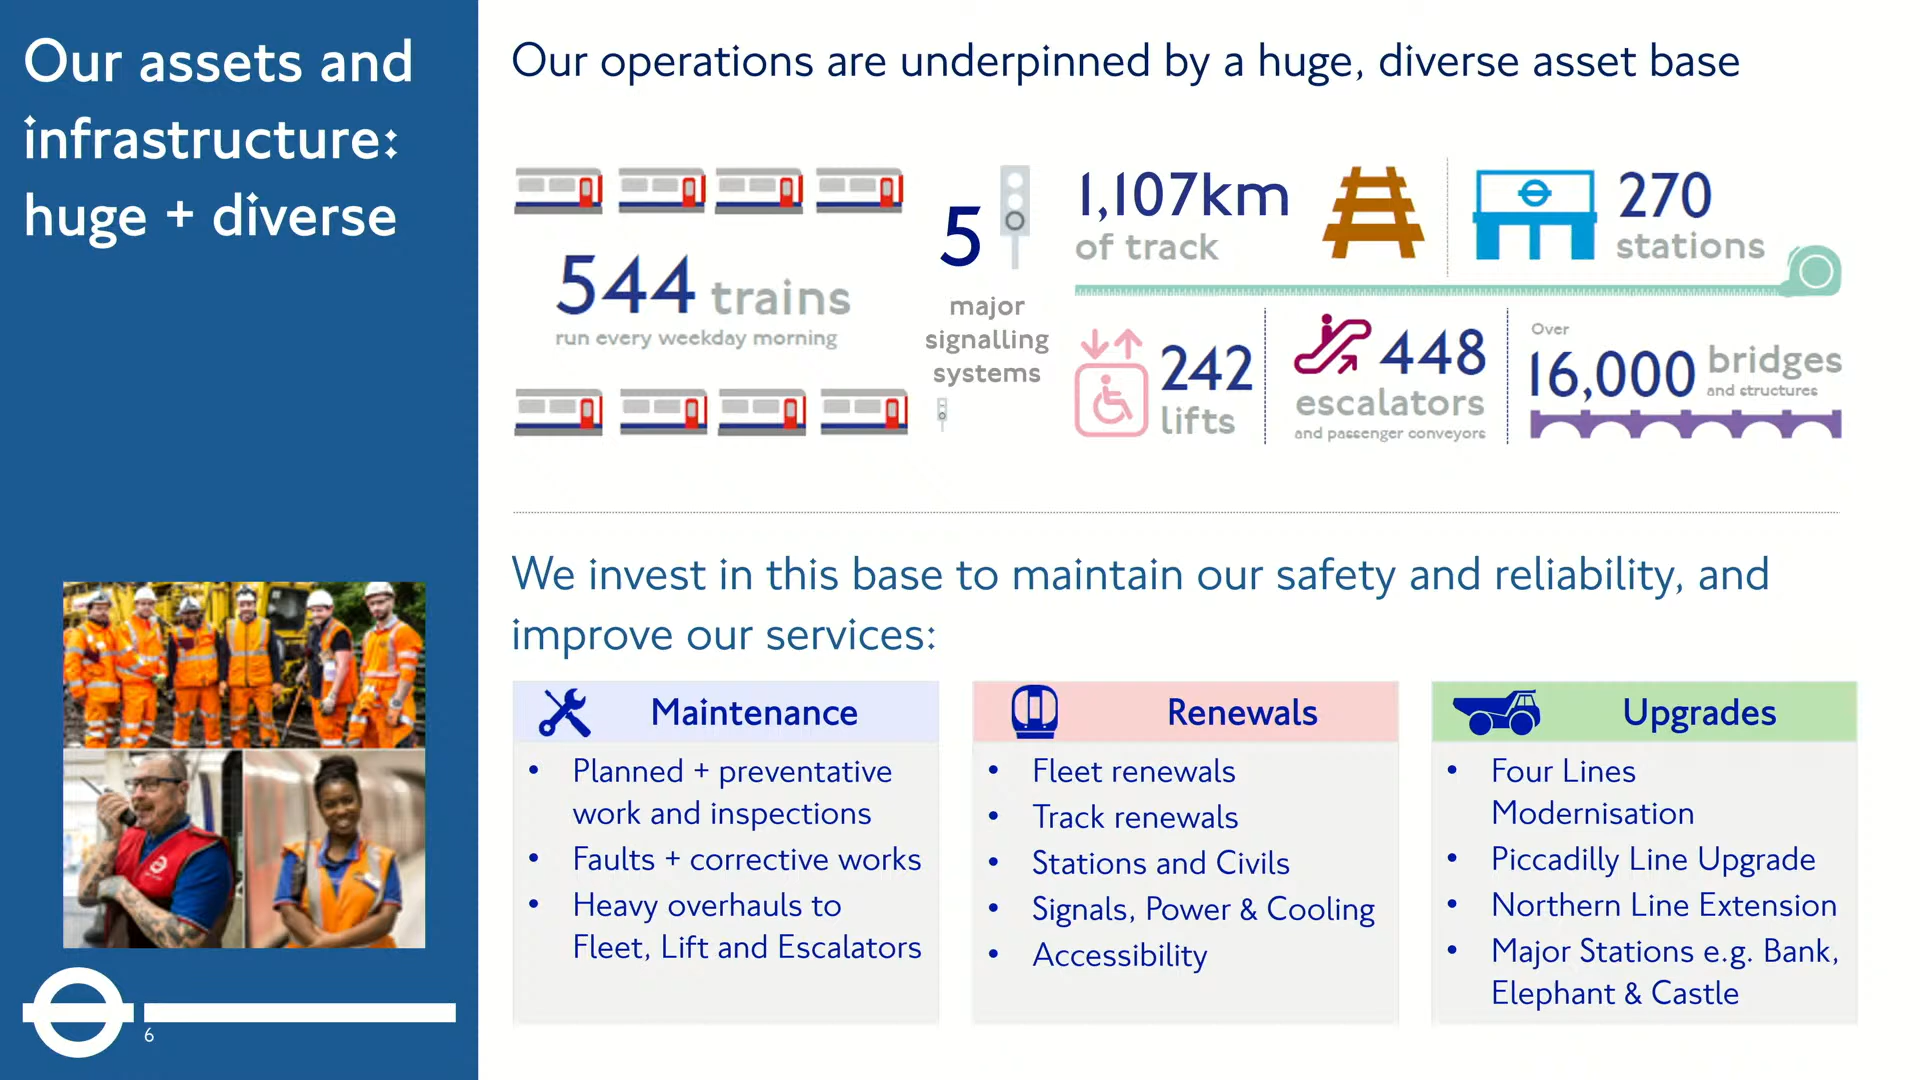 Our assets and
infrastructure:
huge + diverse
6
Our operations are underpinned by a huge, diverse asset base
544 trains
run every weekday morning
5
major
signalling
systems
1,107km
of track
270
stations
242
lifts
448
escalators
and passenger conveyors
Over
16,000 bridges
and structures
We invest in this base to maintain our safety and reliability, and
improve our services:
Maintenance
• Planned + preventative
work and inspections
• Faults + corrective works
• Heavy overhauls to
Fleet, Lift and Escalators
Renewals
• Fleet renewals
• Track renewals
• Stations and Civils
• Signals, Power & Cooling
• Accessibility
Upgrades
• Four Lines
Modernisation
• Piccadilly Line Upgrade
• Northern Line Extension
• Major Stations e.g. Bank,
Elephant & Castle